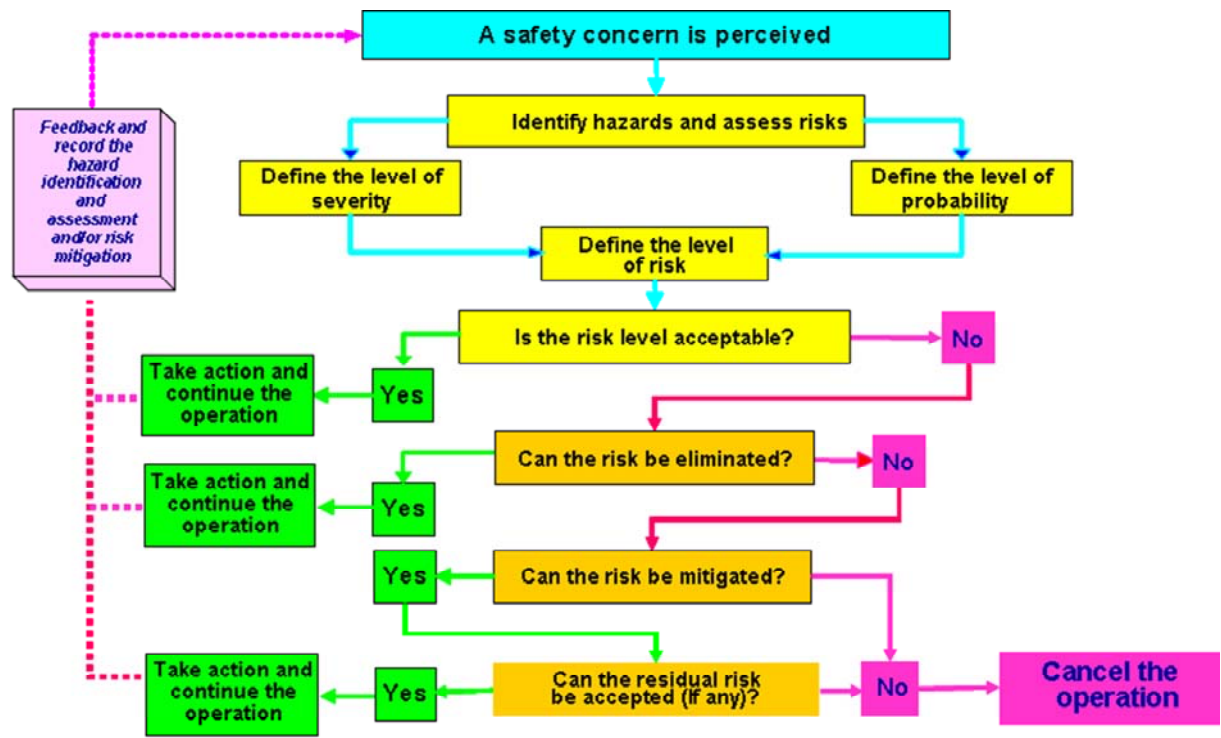 A safety concern is perceived
Feedback and
record the
hazard
identification
and
assessment
and/or risk
mitigation
Identify hazards and assess risks
Define the level of
severity
Define the level of
probability
Define the level
of risk
Is the risk level acceptable?
No
Yes
Take action and
continue the
operation
Can the risk be eliminated?
No
Yes
Take action and
continue the
operation
Can the risk be mitigated?
Yes
Can the residual risk
be accepted (If any)?
No
Cancel the
operation
Yes
Take action and
continue the
operation